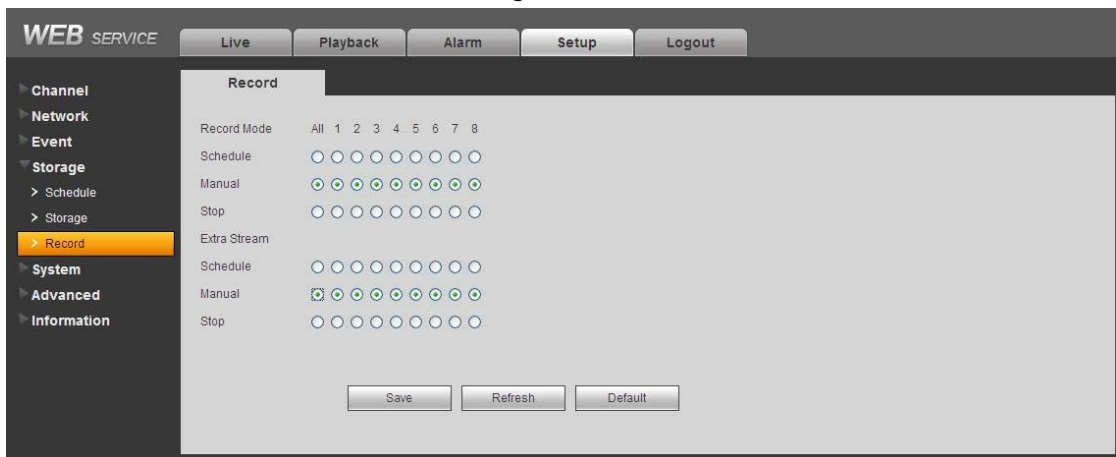 WEB SERVICE
Live Playback Alarm Setup Logout
Channel
Network
Event
Storage
> Schedule
> Storage
> Record
System
Advanced
Information
Record
Record Mode All 1 2 3 4 5 6 7 8
Schedule
Manual
Stop
Extra Stream
Schedule
Manual
Stop
Save Refresh Default